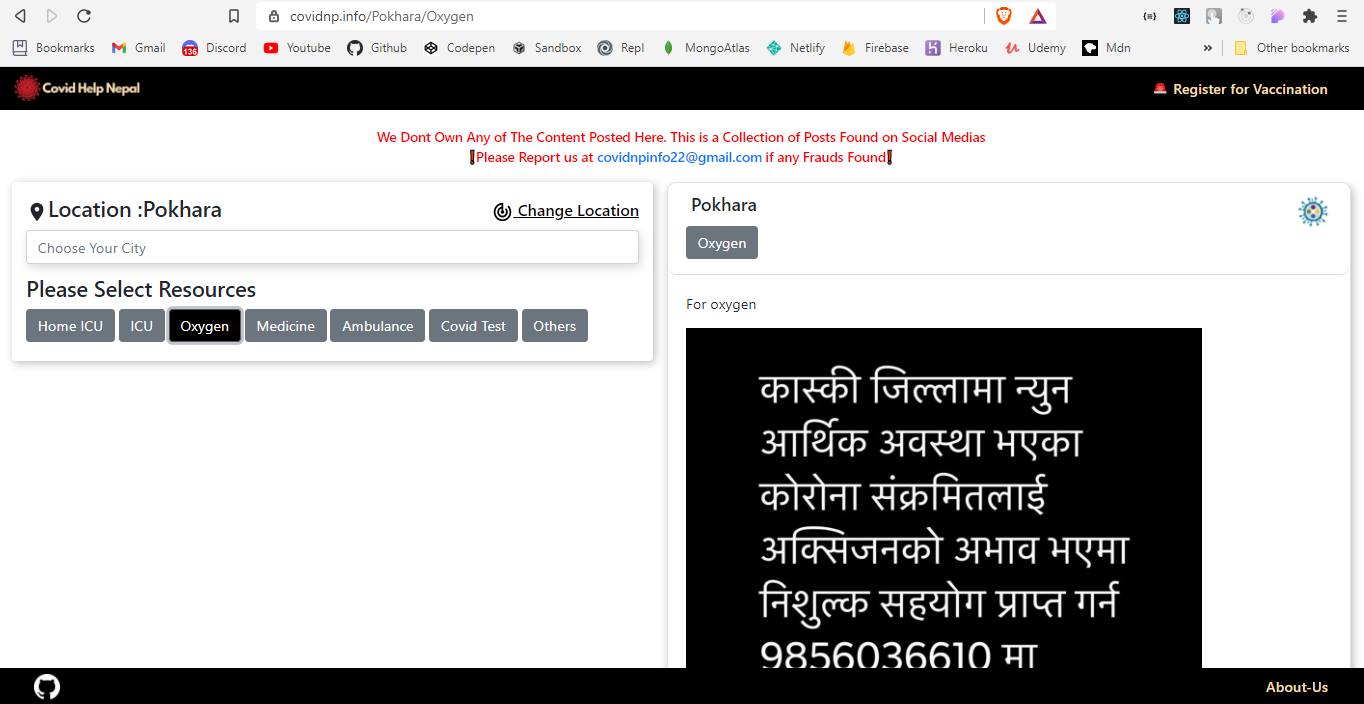 covidnp.info/Pokhara/Oxygen
Bookmarks Gmail 136 Discord Youtube Github Codepen Sandbox Repl MongoAtlas Netlify Firebase Heroku Udemy Mdn » Other bookmarks
Covid Help Nepal
Register for Vaccination
We Dont Own Any of The Content Posted Here. This is a Collection of Posts Found on Social Medias
❗Please Report us at covidnpinfo22@gmail.com if any Frauds Found❗
Location :Pokhara
Change Location
Choose Your City
Please Select Resources
Home ICU ICU Oxygen Medicine Ambulance Covid Test Others
Pokhara
Oxygen
For oxygen
कास्की जिल्लामा न्युन
आर्थिक अवस्था भएका
कोरोना संक्रमितलाई
अक्सिजनको अभाव भएमा
निशुल्क सहयोग प्राप्त गर्न
9856036610 मा
About-Us